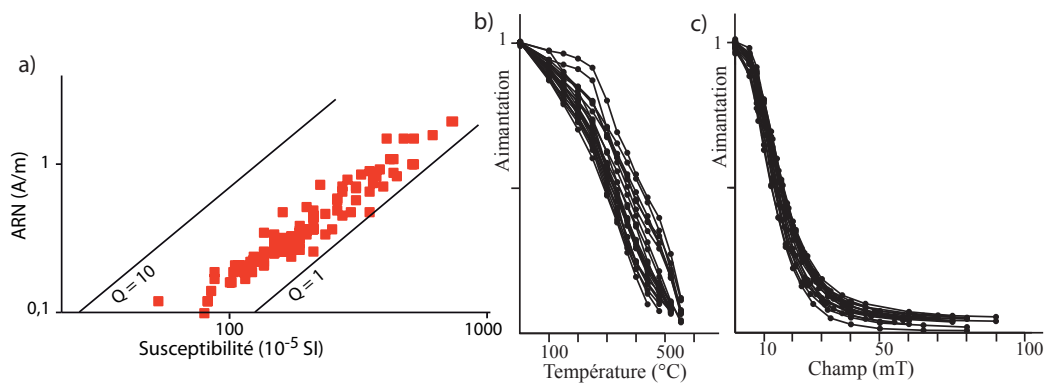 a)
ARN (A/m)
1
0,1
Q = 10
Q = 1
100
1000
Susceptibilité (10⁻⁵ SI)
b)
1
Aimantation
100
500
Température (°C)
c)
1
Aimantation
10
50
100
Champ (mT)